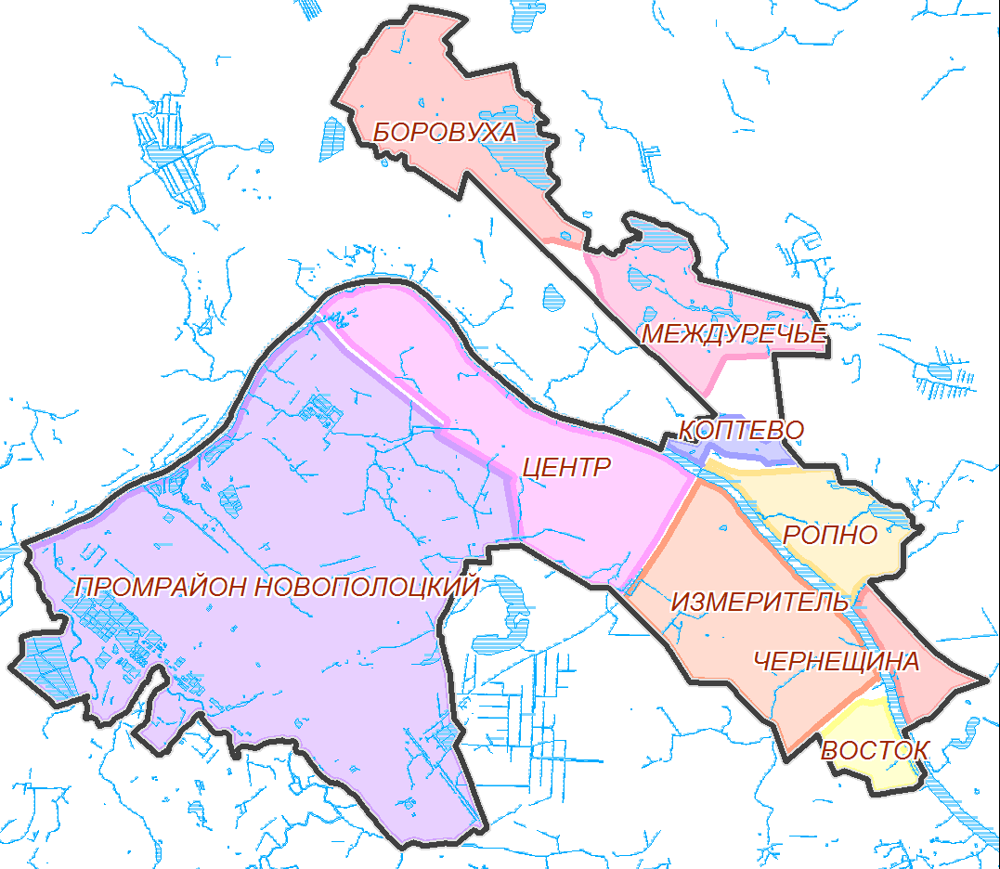 БОРОВУХА
МЕЖДУРЕЧЬЕ
КОПТЕВО
ЦЕНТР
РОПНО
ПРОМРАЙОН НОВОПОЛОЦКИЙ
ИЗМЕРИТЕЛЬ
ЧЕРНЕЩИНА
ВОСТОК